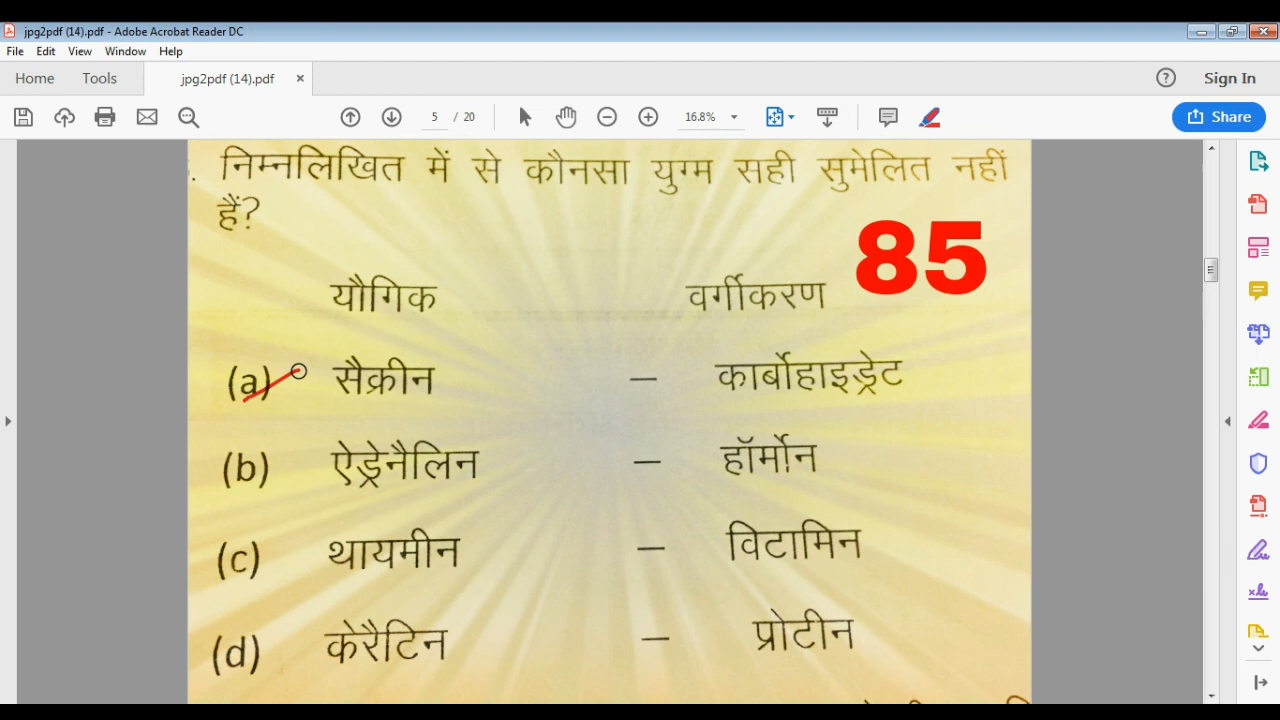 jpg2pdf (14).pdf - Adobe Acrobat Reader DC
File Edit View Window Help
Home Tools jpg2pdf (14).pdf × ? Sign In
5 / 20 16.8% Share
निम्नलिखित में से कौनसा युग्म सही सुमेलित नहीं
हैं?
85
यौगिक वर्गीकरण
(a) सैक्रीन – कार्बोहाइड्रेट
(b) ऐड्रेनैलिन – हॉर्मोन
(c) थायमीन – विटामिन
(d) केरैटिन – प्रोटीन